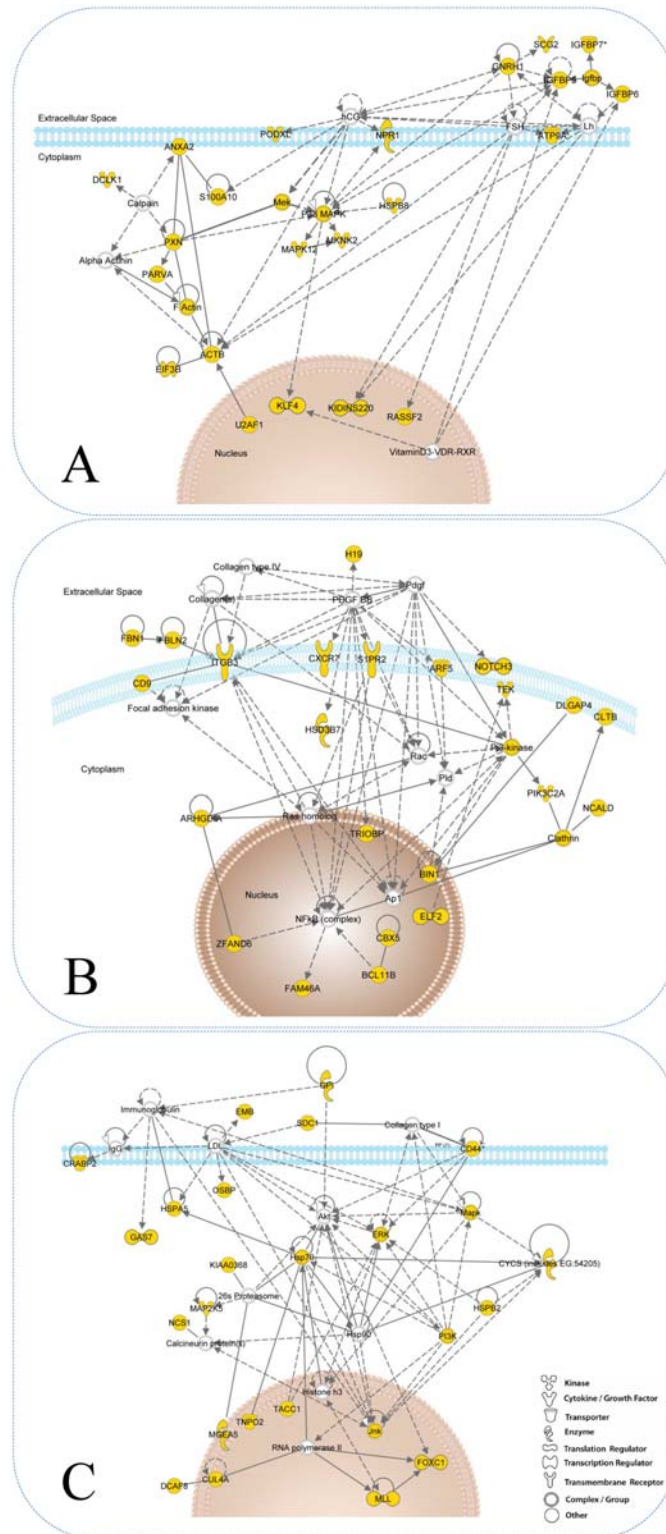 SCG2
IGFBP7*
GNRH1
IGFBP5
Igfbp
IGFBP6
hCG
FSH
Lh
Extracellular Space
PODXL
NPR1
ATP9A
Cytoplasm
ANXA2
DCLK1
S100A10
Calpain
Mek
P38 MAPK
HSPB8
PXN
MAPK12
MKNK2
Alpha Actinin
PARVA
F Actin
ACTB
EIF3B
KLF4
KIDINS220
RASSF2
U2AF1
Nucleus
VitaminD3-VDR-RXR
A
H19
Collagen type IV
Extracellular Space
Collagen(s)
PDGF BB
Pdgf
FBN1
FBLN2
ITGB3
CXCR7
S1PR2
ARF5
NOTCH3
CD9
TEK
Focal adhesion kinase
DLGAP4
CLTB
HSD3B7
PI3-kinase
Rac
Pld
Cytoplasm
PIK3C2A
NCALD
ARHGDIA
Ras homolog
TRIOBP
Clathrin
BIN1
Nucleus
Ap1
NFkB (complex)
ELF2
ZFAND6
CBX5
BCL11B
FAM46A
B
GPI
Immunoglobulin
EMB
SDC1
Collagen type I
IgG
LDL
CD44*
CRABP2
OSBP
HSPA5
Akt
ERK
Mapk
GAS7
Hsp70
CYCS (includes EG:54205)
KIAA0368
26s Proteasome
MAP2K5
HSPB2
NCS1
Hsp90
PI3K
Calcineurin protein(s)
Histone h3
TACC1
TNPO2
Jnk
MGEA5
RNA polymerase II
FOXC1
CUL4A
DCAF8
MLL
C
Kinase
Cytokine / Growth Factor
Transporter
Enzyme
Translation Regulator
Transcription Regulator
Transmembrane Receptor
Complex / Group
Other